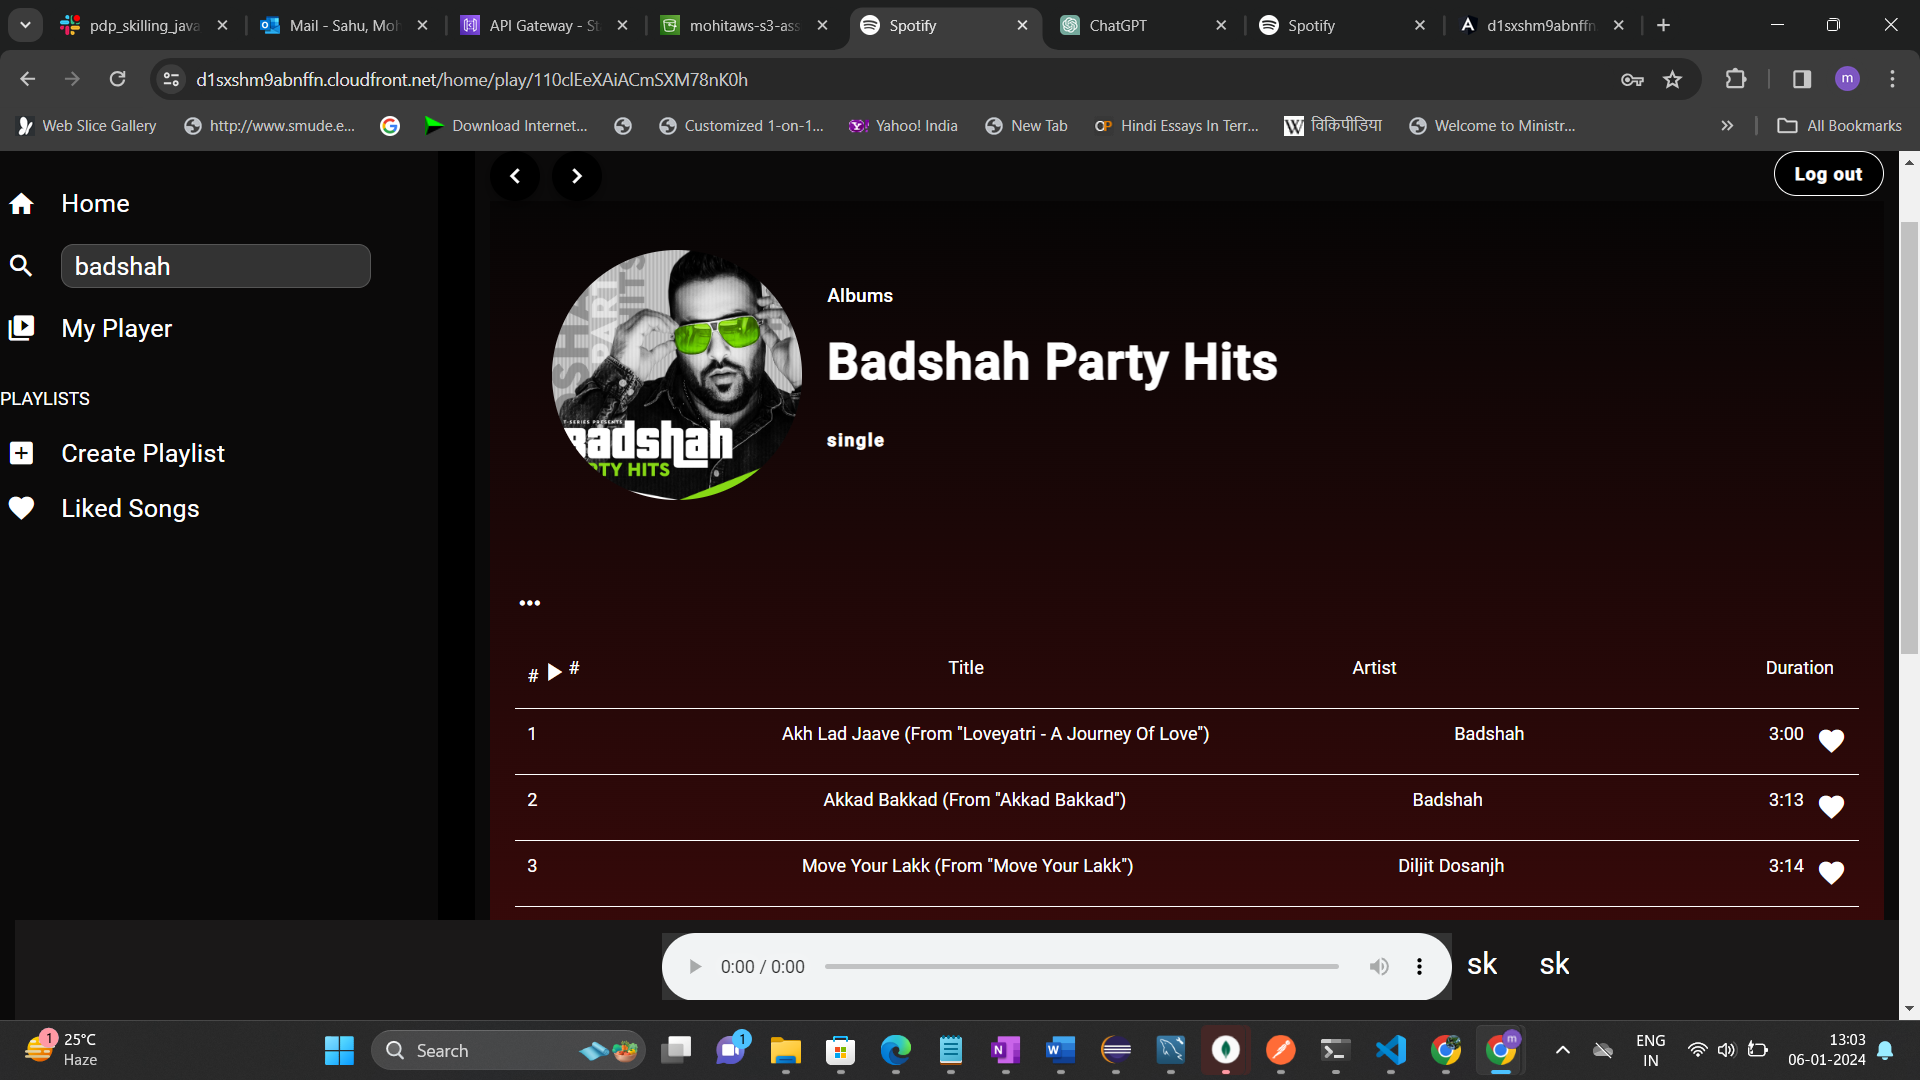 pdp_skilling_java
Mail - Sahu, Moh
API Gateway - St
mohitaws-s3-ass
Spotify
ChatGPT
Spotify
d1sxshm9abnffn
d1sxshm9abnffn.cloudfront.net/home/play/110clEeXAiACmSXM78nK0h
m
Web Slice Gallery
http://www.smude.e...
Download Internet...
Customized 1-on-1...
Yahoo! India
New Tab
OP
Hindi Essays In Terr...
W
विकिपीडिया
Welcome to Ministr...
All Bookmarks
Log out
Home
badshah
My Player
PLAYLISTS
Create Playlist
Liked Songs
T-SERIES PRESENTS
Badshah
PARTY HITS
Albums
Badshah Party Hits
single
•••
# ▶ # Title Artist Duration
1 Akh Lad Jaave (From "Loveyatri - A Journey Of Love") Badshah 3:00
2 Akkad Bakkad (From "Akkad Bakkad") Badshah 3:13
3 Move Your Lakk (From "Move Your Lakk") Diljit Dosanjh 3:14
0:00 / 0:00
sk sk
1
25°C
Haze
Search
1
N
W
m
ENG
IN
13:03
06-01-2024